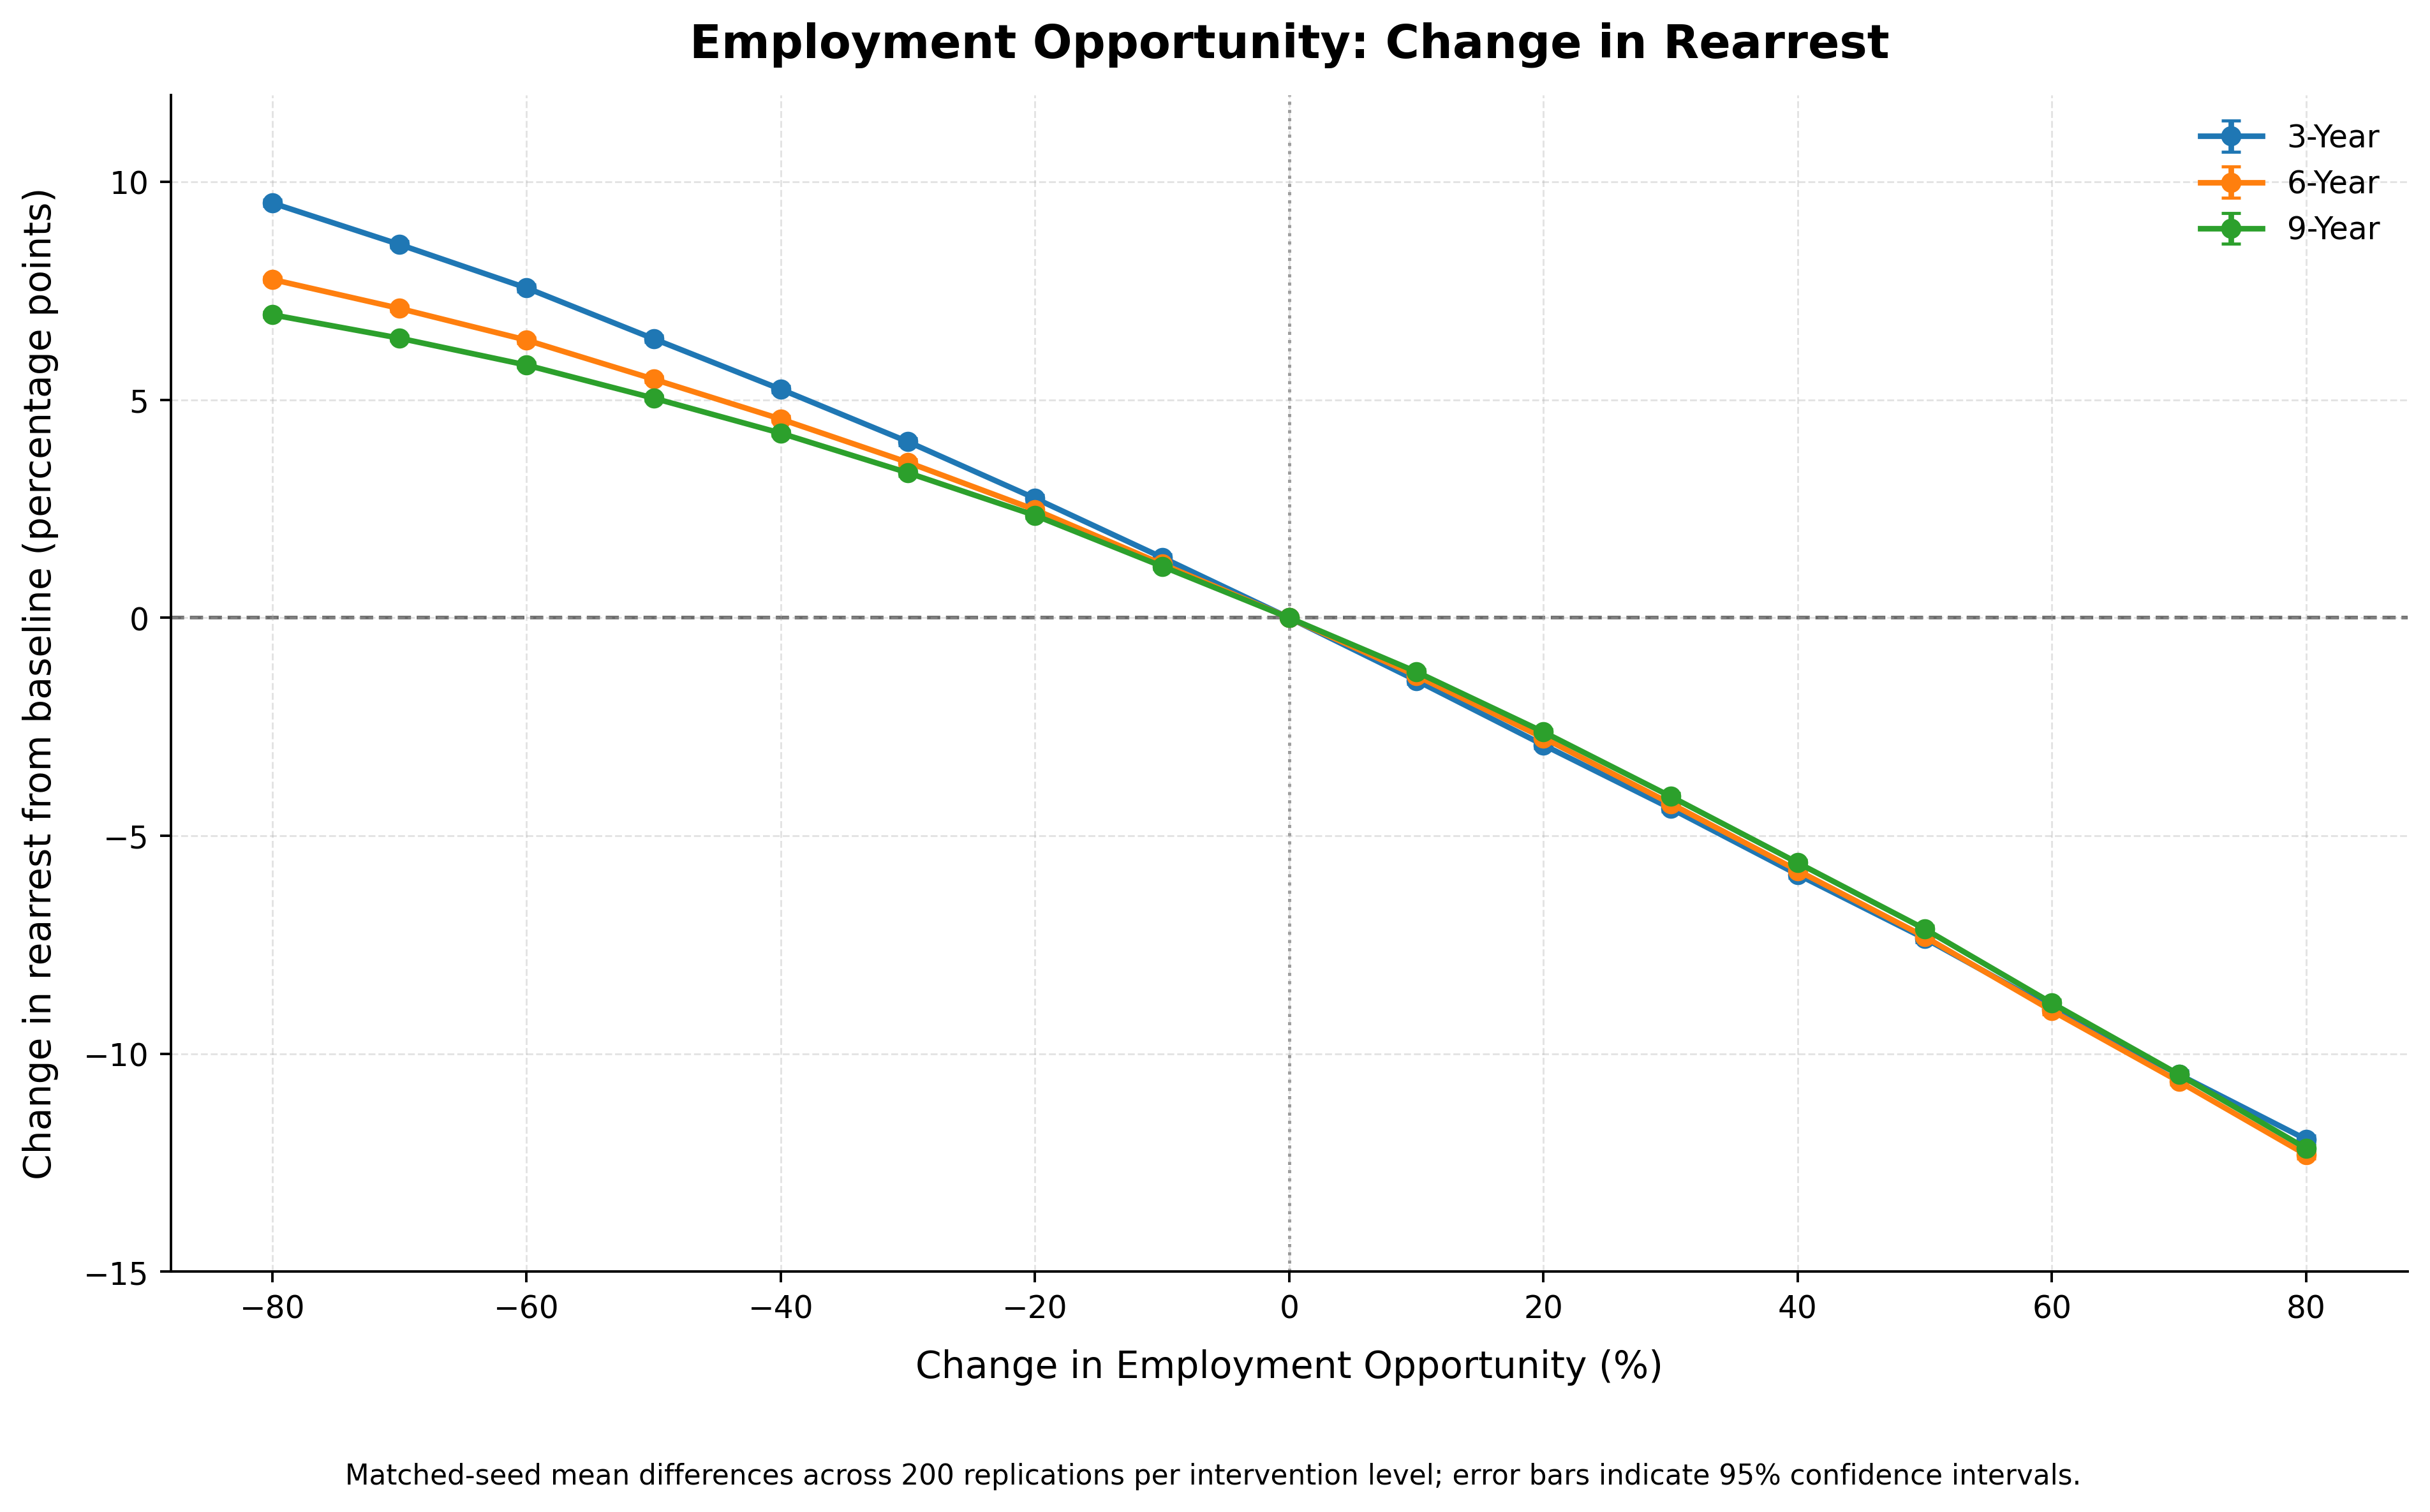 Employment Opportunity: Change in Rearrest
3-Year
6-Year
9-Year
Change in rearrest from baseline (percentage points)
10
5
0
−5
−10
−15
−80
−60
−40
−20
0
20
40
60
80
Change in Employment Opportunity (%)
Matched-seed mean differences across 200 replications per intervention level; error bars indicate 95% confidence intervals.